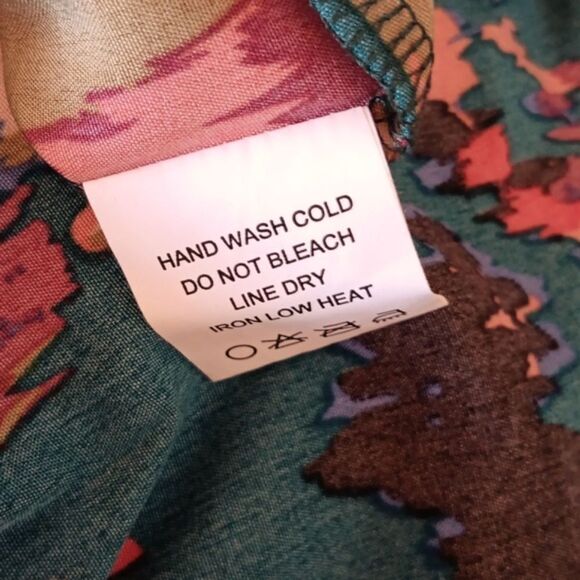 HAND WASH COLD
DO NOT BLEACH
LINE DRY
IRON LOW HEAT